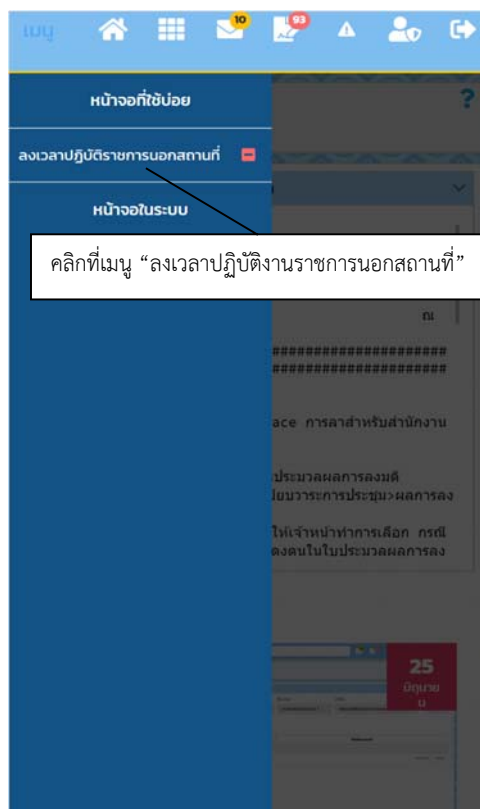 เมนู
10
93
หน้าจอที่ใช้บ่อย
?
ลงเวลาปฏิบัติราชการนอกสถานที่
หน้าจอในระบบ
คลิกที่เมนู “ลงเวลาปฏิบัติงานราชการนอกสถานที่”
ณ
#####################
#####################
ace การลาสำหรับสำนักงาน
ประมวลผลการลงมติ
ยบวาระการประชุม>ผลการลง
ให้เจ้าหน้าทำการเลือก กรณี
ดงตนในใบประมวลผลการลง
25
มิถุนาย
น